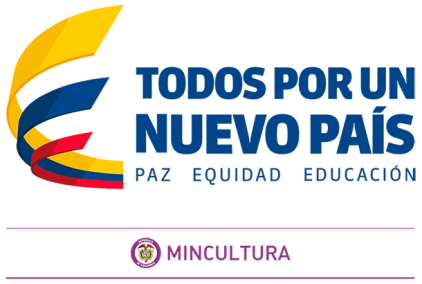 TODOS POR UN
NUEVO PAÍS
PAZ EQUIDAD EDUCACIÓN
MINCULTURA